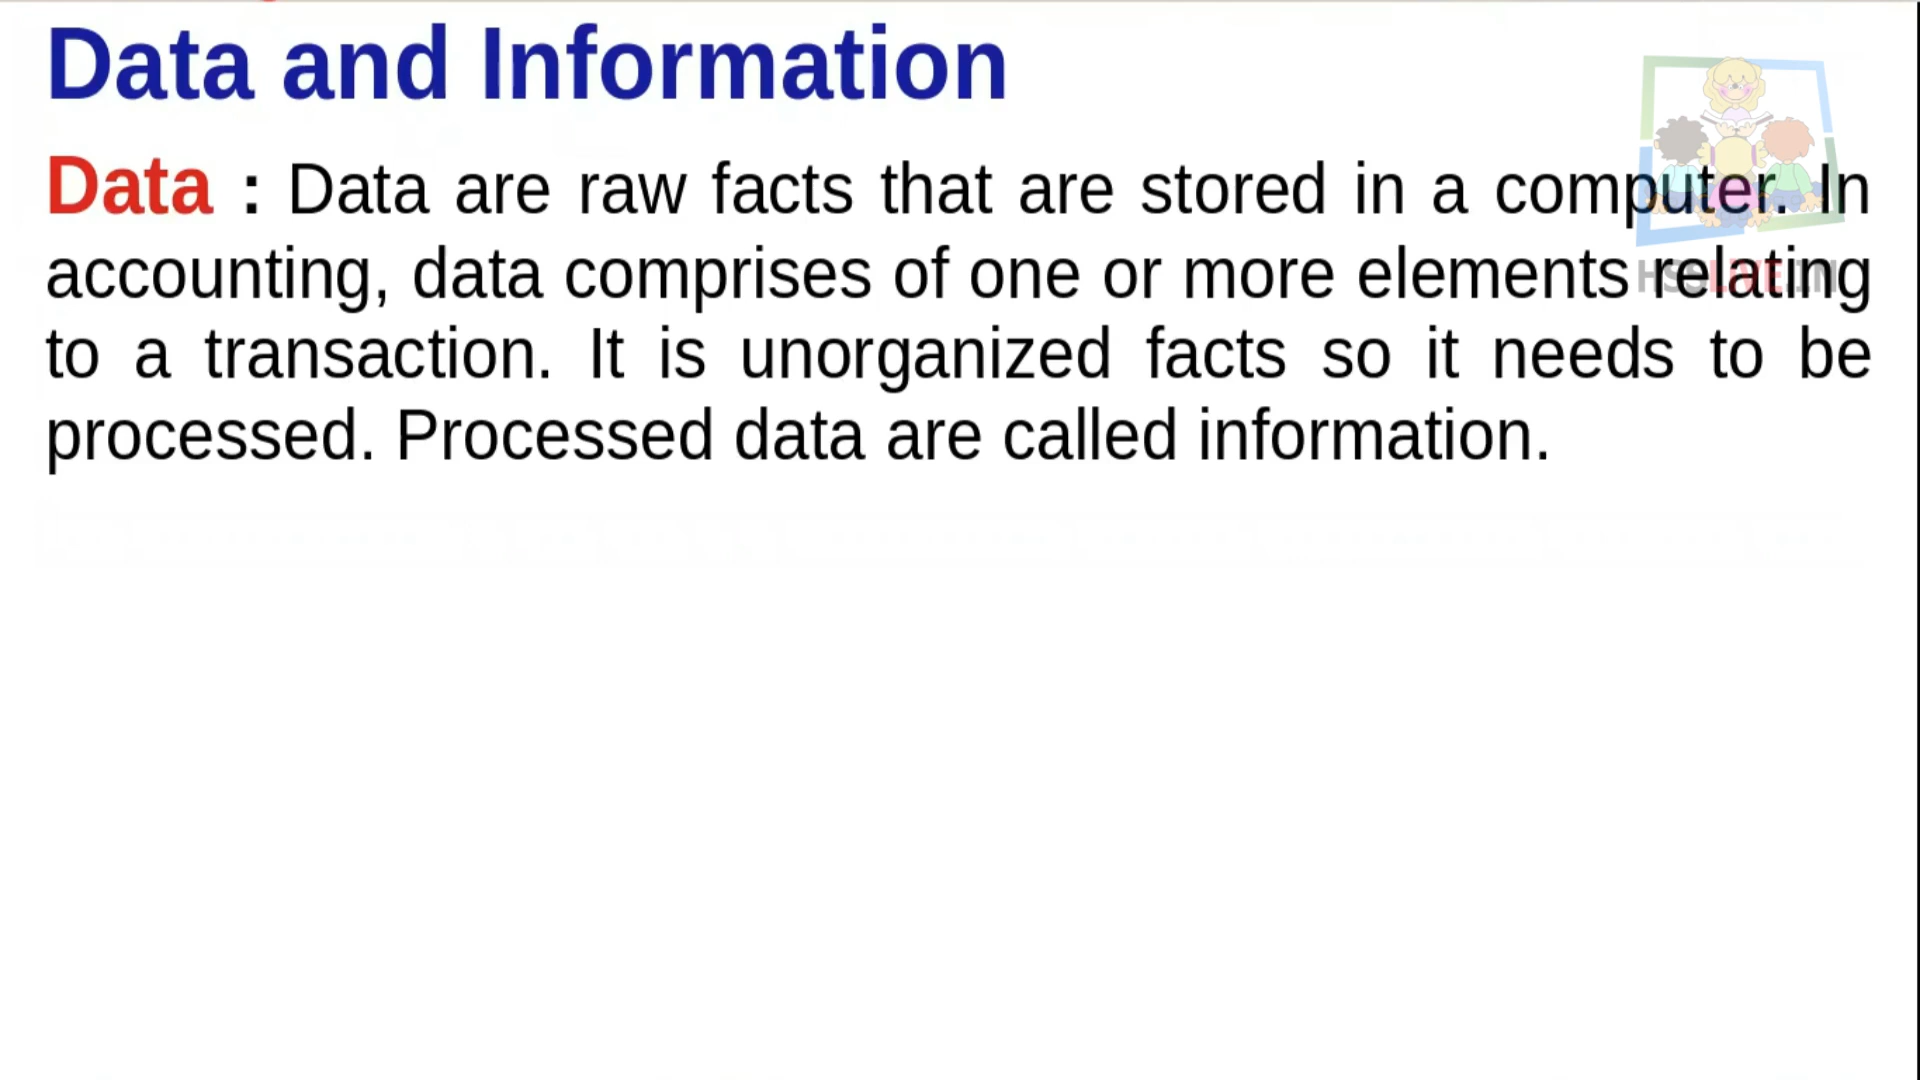 Data and Information
Data : Data are raw facts that are stored in a computer. In
accounting, data comprises of one or more elements relating
to a transaction. It is unorganized facts so it needs to be
processed. Processed data are called information.
HSSLIVE.IN